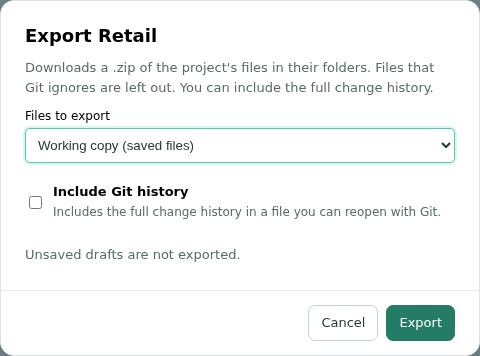 Export Retail
Downloads a .zip of the project's files in their folders. Files that
Git ignores are left out. You can include the full change history.
Files to export
Working copy (saved files)
Include Git history
Includes the full change history in a file you can reopen with Git.
Unsaved drafts are not exported.
Cancel
Export